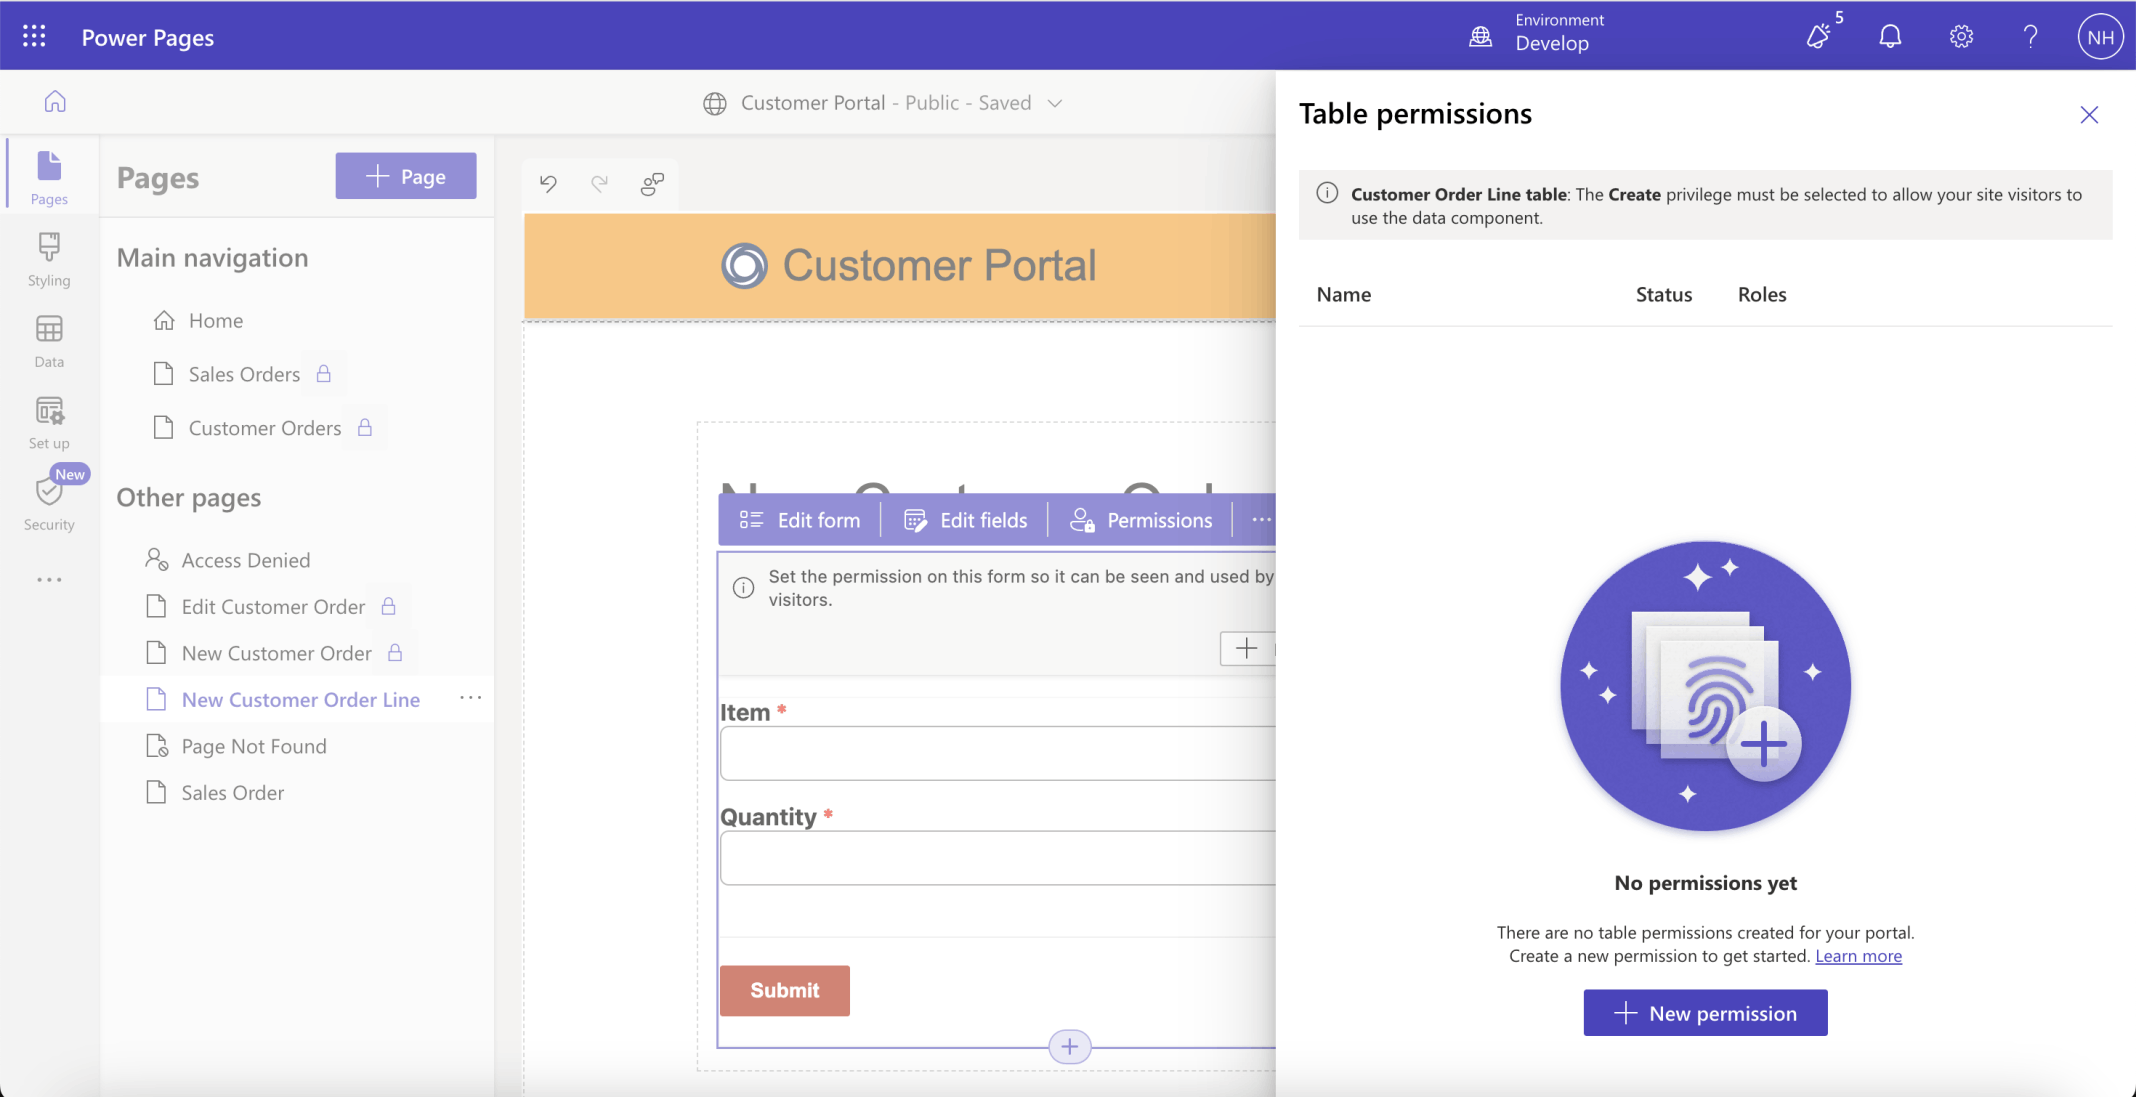 Power Pages
Environment
Develop
5
NH
Customer Portal - Public - Saved
Pages
Styling
Data
Set up
New
Security
Pages
+ Page
Main navigation
Home
Sales Orders
Customer Orders
Other pages
Access Denied
Edit Customer Order
New Customer Order
New Customer Order Line
Page Not Found
Sales Order
Customer Portal
Edit form
Edit fields
Permissions
Set the permission on this form so it can be seen and used by
visitors.
Item *
Quantity *
Submit
Table permissions
Customer Order Line table: The Create privilege must be selected to allow your site visitors to
use the data component.
Name Status Roles
No permissions yet
There are no table permissions created for your portal.
Create a new permission to get started. Learn more
+ New permission